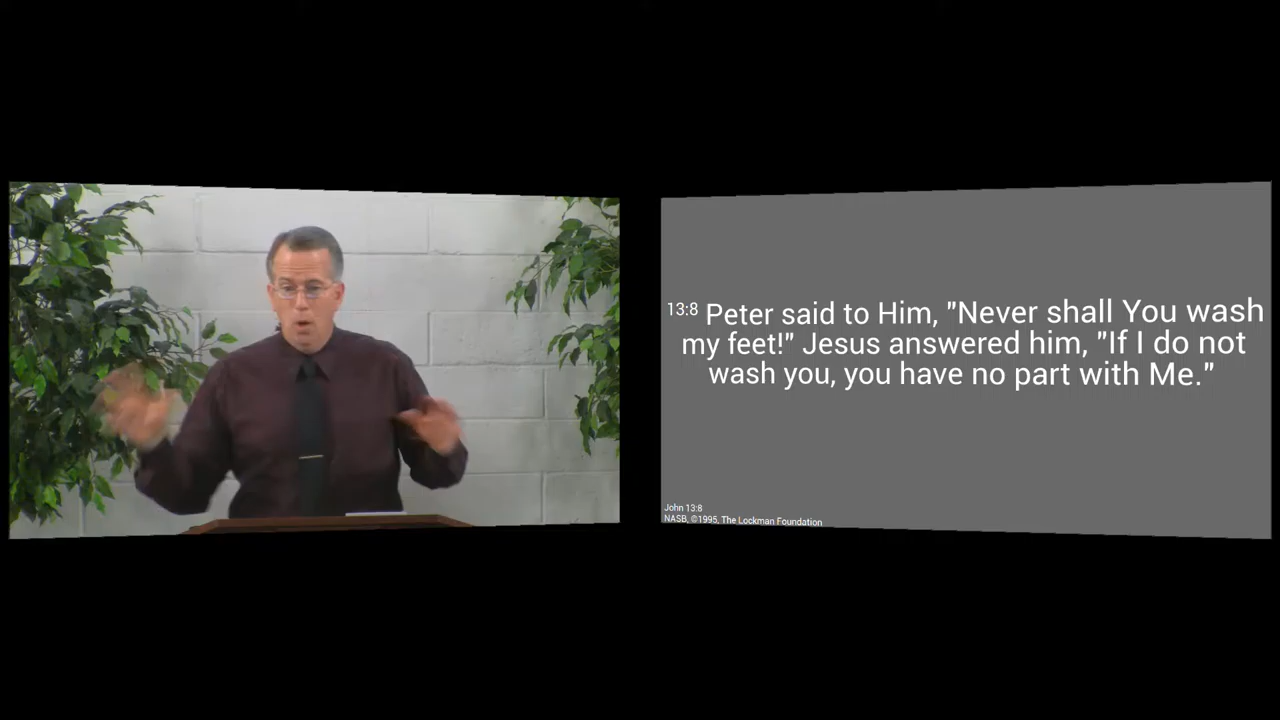 13:8 Peter said to Him, "Never shall You wash
my feet!" Jesus answered him, "If I do not
wash you, you have no part with Me."
John 13:8
NASB, ©1995, The Lockman Foundation